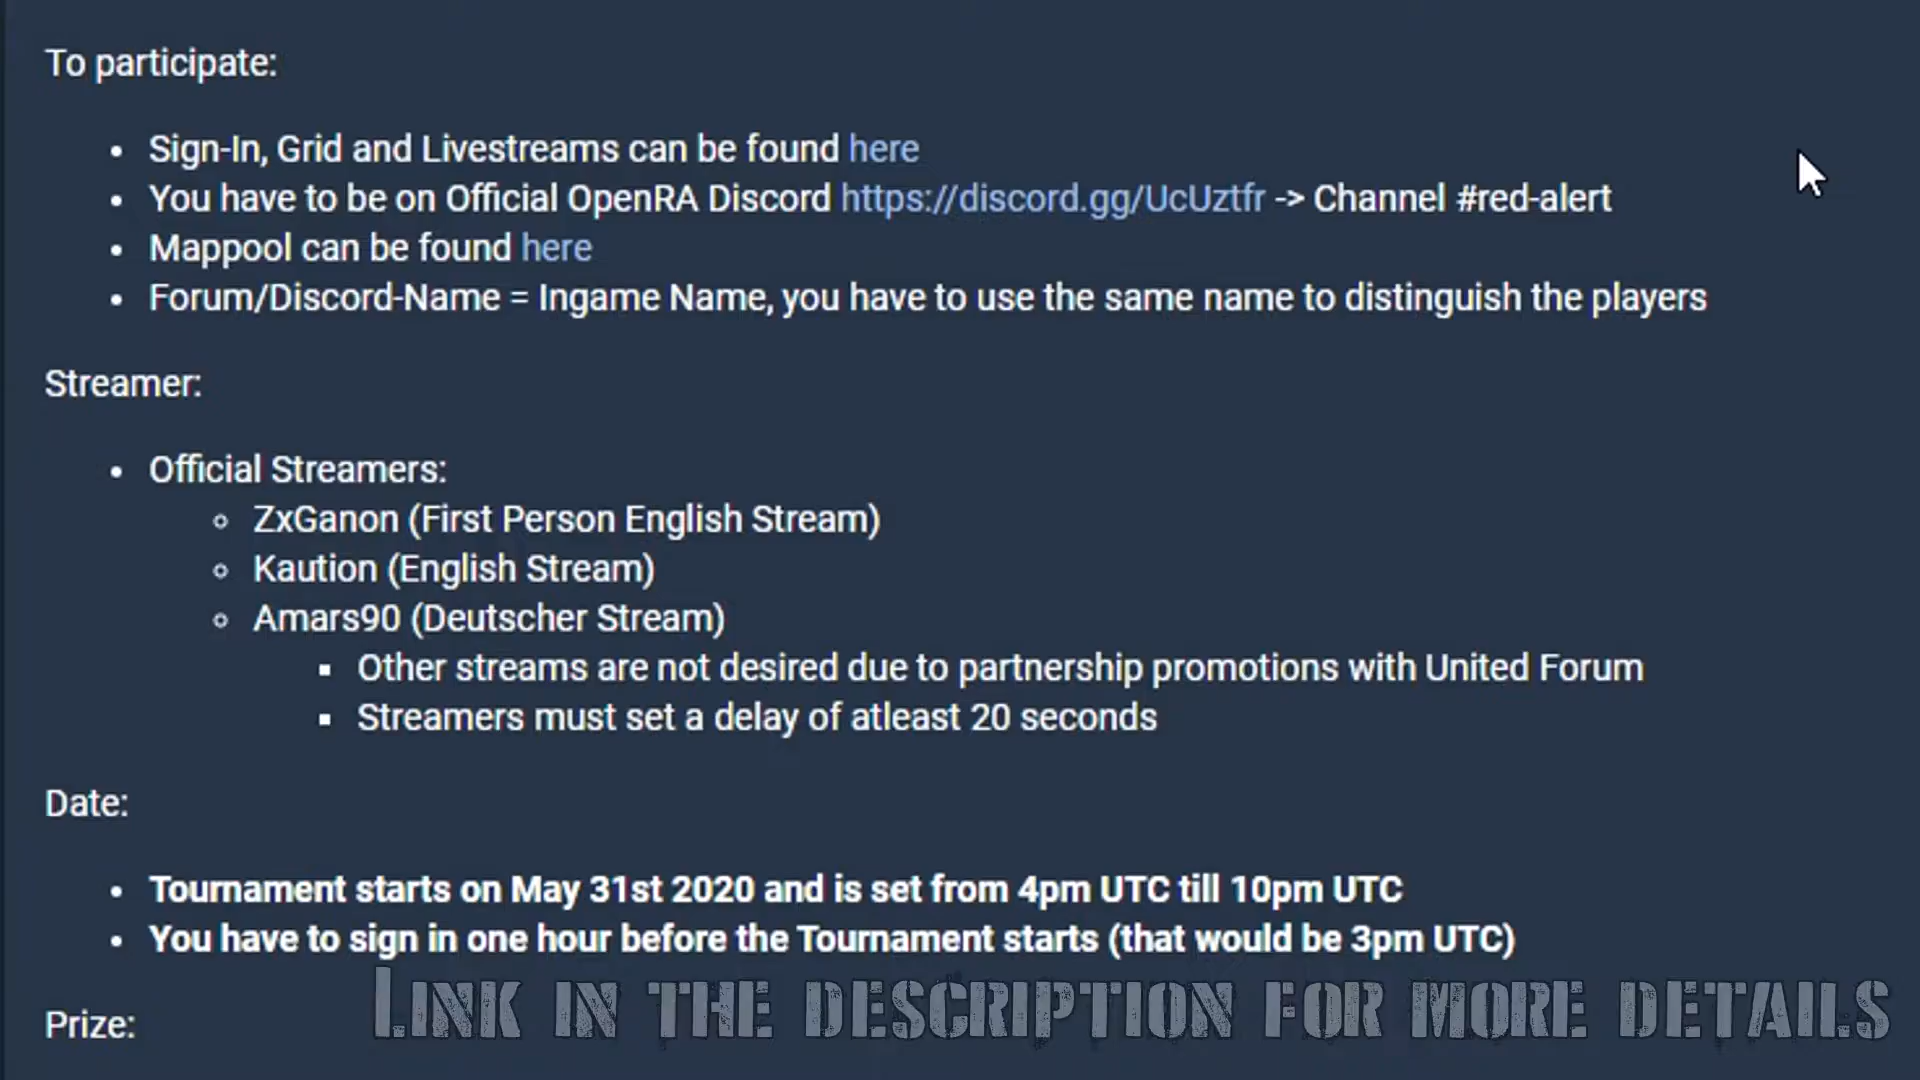 To participate:
• Sign-In, Grid and Livestreams can be found here
• You have to be on Official OpenRA Discord https://discord.gg/UcUztfr -> Channel #red-alert
• Mappool can be found here
• Forum/Discord-Name = Ingame Name, you have to use the same name to distinguish the players
Streamer:
• Official Streamers:
◦ ZxGanon (First Person English Stream)
◦ Kaution (English Stream)
◦ Amars90 (Deutscher Stream)
▪ Other streams are not desired due to partnership promotions with United Forum
▪ Streamers must set a delay of atleast 20 seconds
Date:
• Tournament starts on May 31st 2020 and is set from 4pm UTC till 10pm UTC
• You have to sign in one hour before the Tournament starts (that would be 3pm UTC)
Prize:
LINK IN THE DESCRIPTION FOR MORE DETAILS